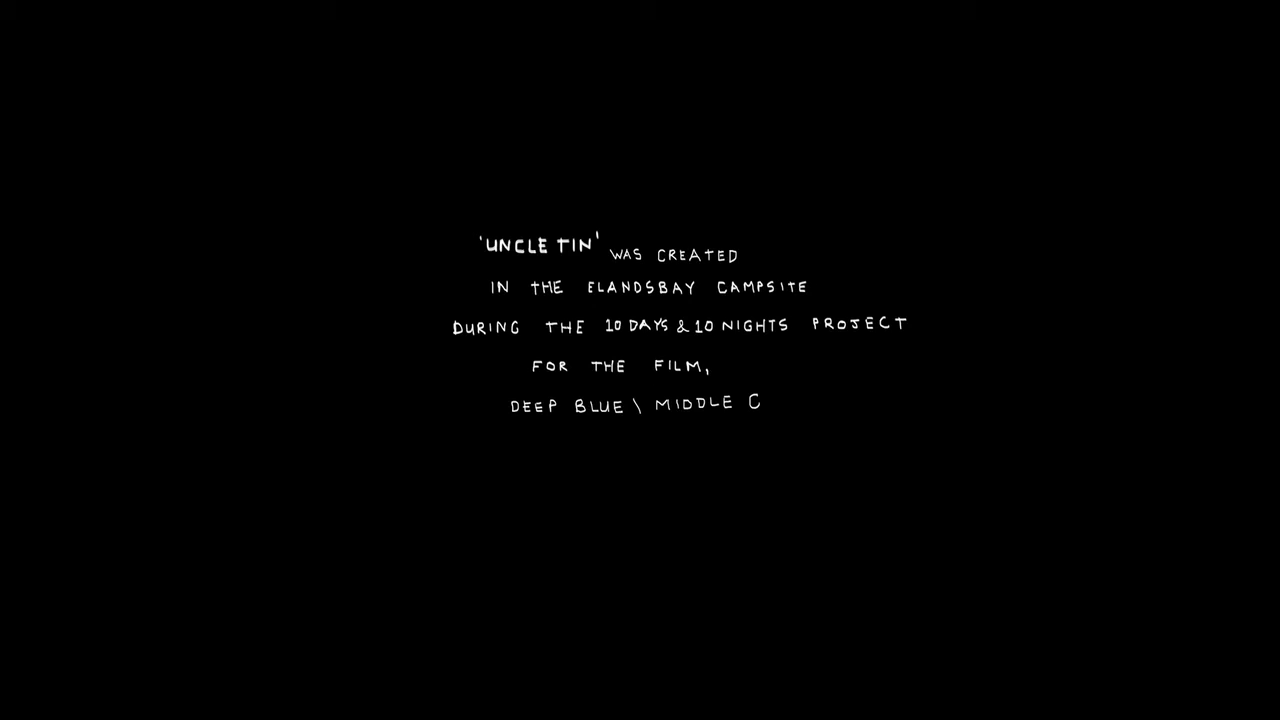 'UNCLE TIN' WAS CREATED
IN THE ELANDSBAY CAMPSITE
DURING THE 10 DAYS & 10 NIGHTS PROJECT
FOR THE FILM,
DEEP BLUE \ MIDDLE C